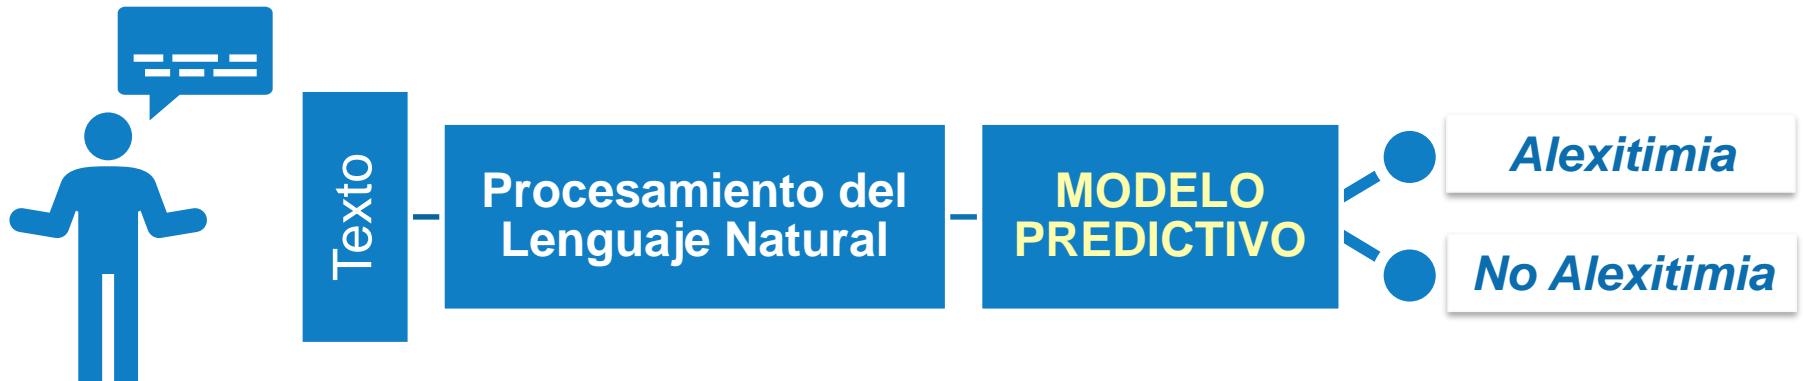 Texto
Procesamiento del
Lenguaje Natural
MODELO
PREDICTIVO
Alexitimia
No Alexitimia